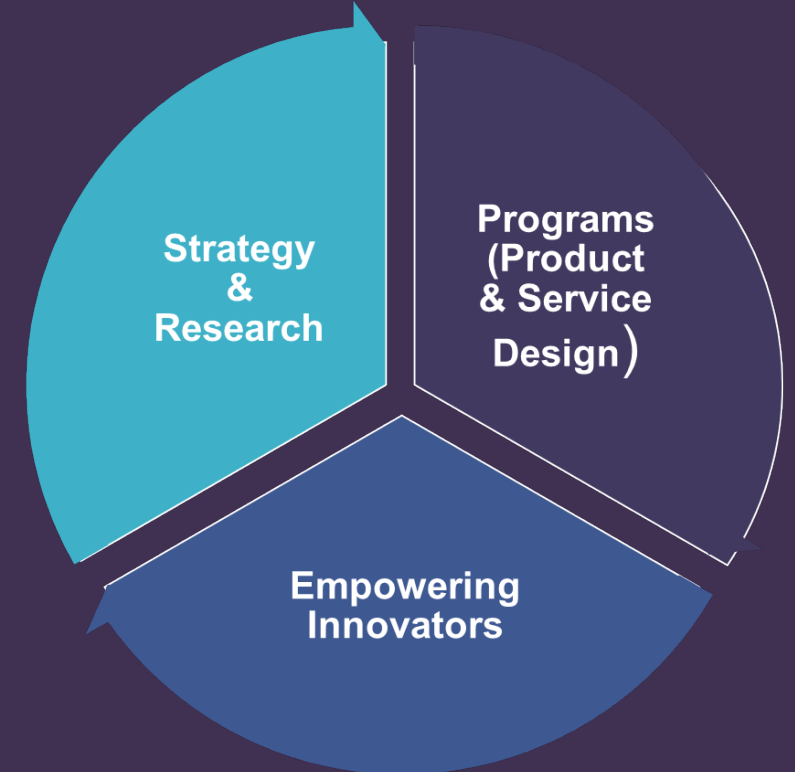 Strategy
&
Research
Programs
(Product
& Service
Design)
Empowering
Innovators